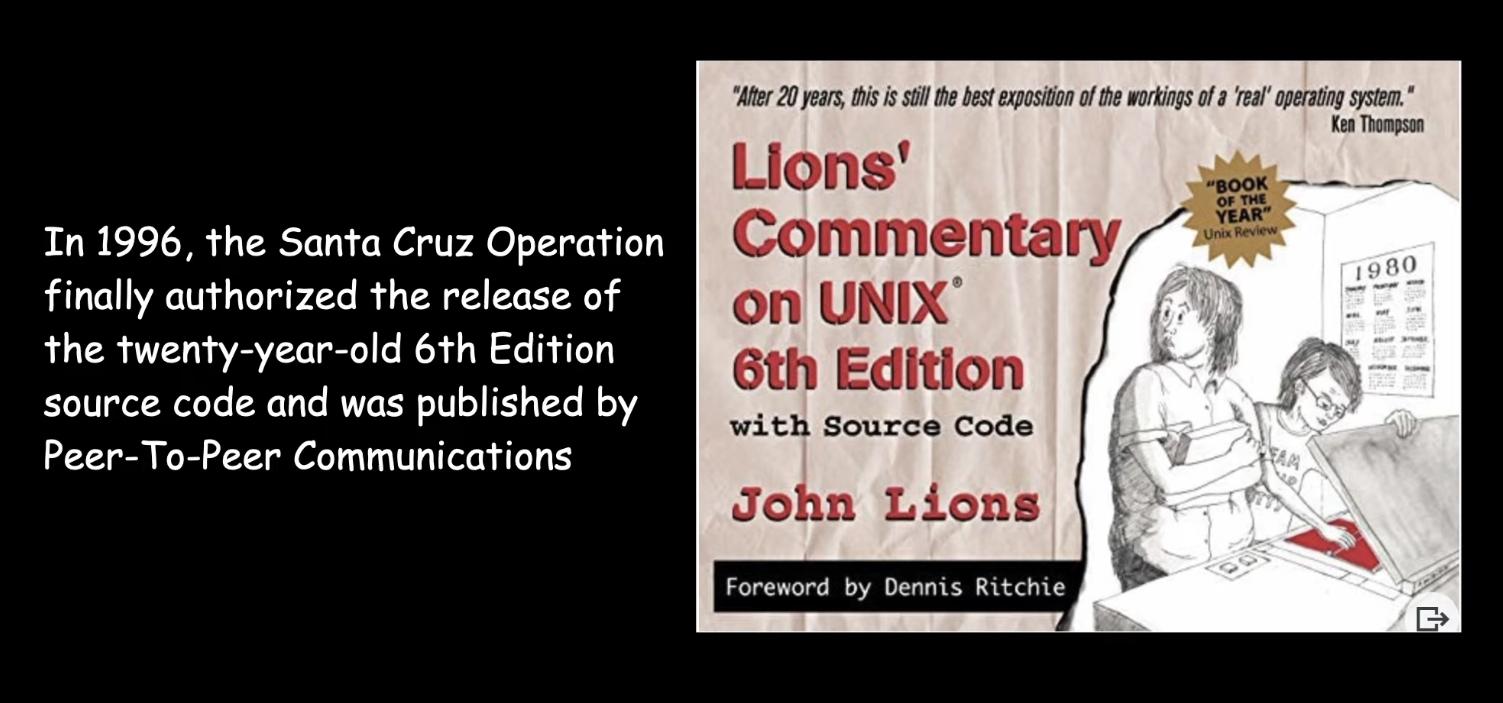 In 1996, the Santa Cruz Operation
finally authorized the release of
the twenty-year-old 6th Edition
source code and was published by
Peer-To-Peer Communications
"After 20 years, this is still the best exposition of the workings of a 'real' operating system."
Ken Thompson
Lions'
Commentary
on UNIX®
6th Edition
with Source Code
John Lions
Foreword by Dennis Ritchie
"BOOK
OF THE
YEAR"
Unix Review
1980